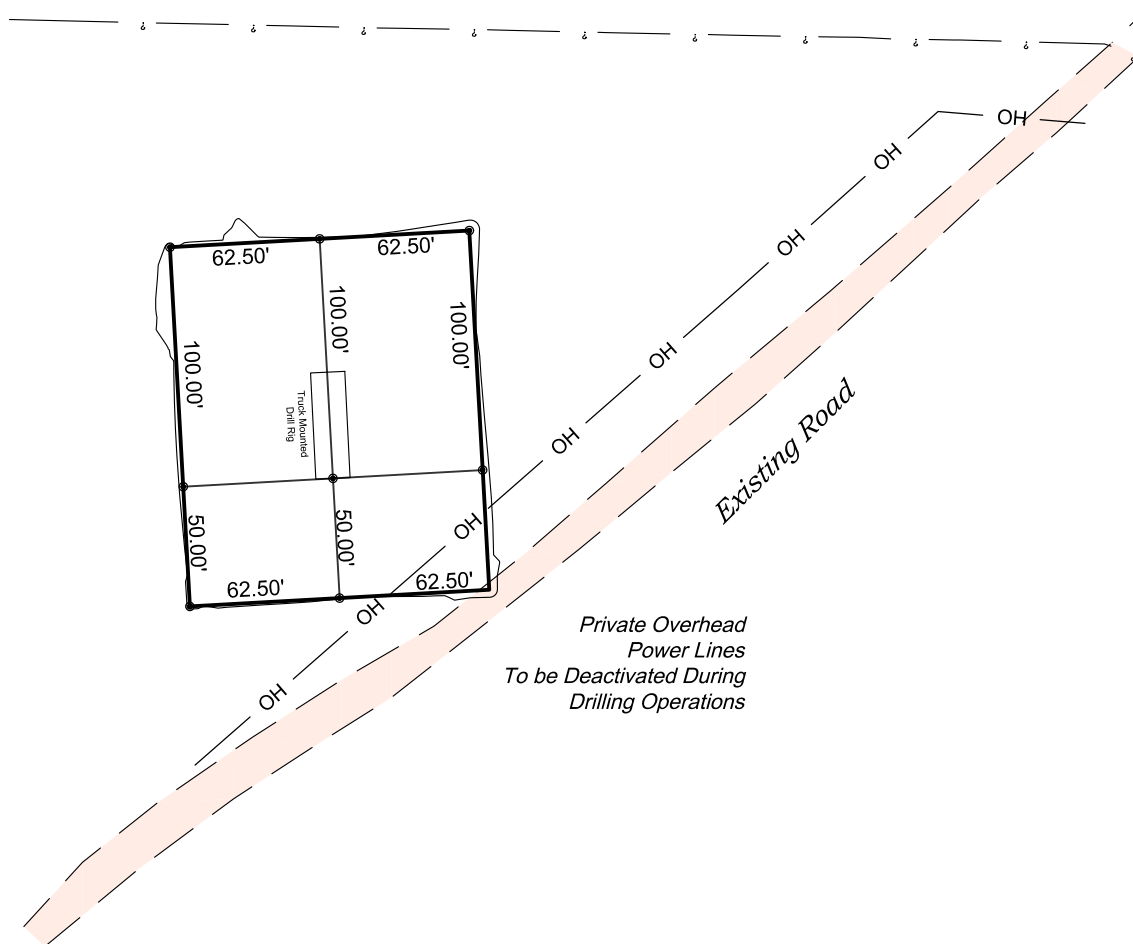 ¿ ¿ ¿ ¿ ¿ ¿ ¿ ¿ ¿
OH
OH
OH
62.50'
62.50'
100.00'
100.00'
100.00'
OH
Truck Mounted
Drill Rig
OH
Existing Road
OH
50.00'
50.00'
62.50'
62.50'
OH
Private Overhead
Power Lines
To be Deactivated During
Drilling Operations
OH